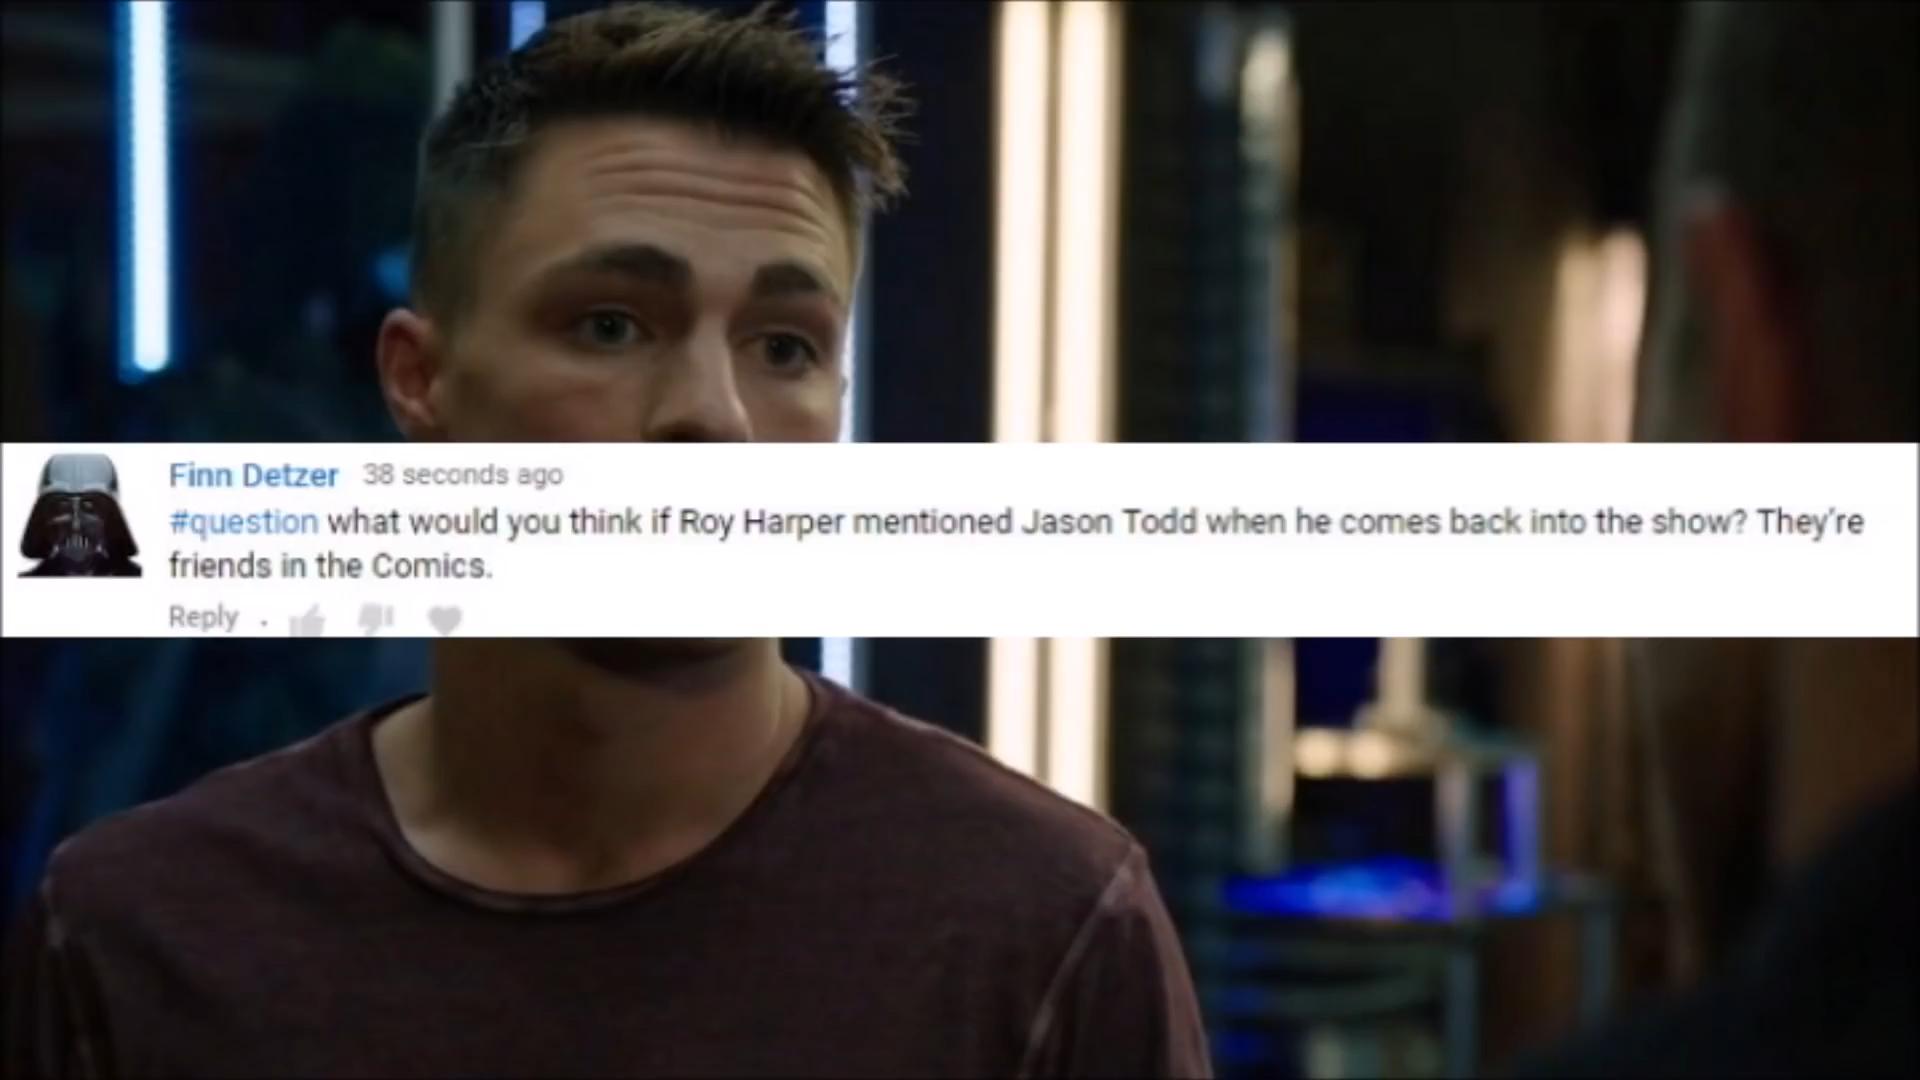 Finn Detzer 38 seconds ago
#question what would you think if Roy Harper mentioned Jason Todd when he comes back into the show? They're
friends in the Comics.
Reply .